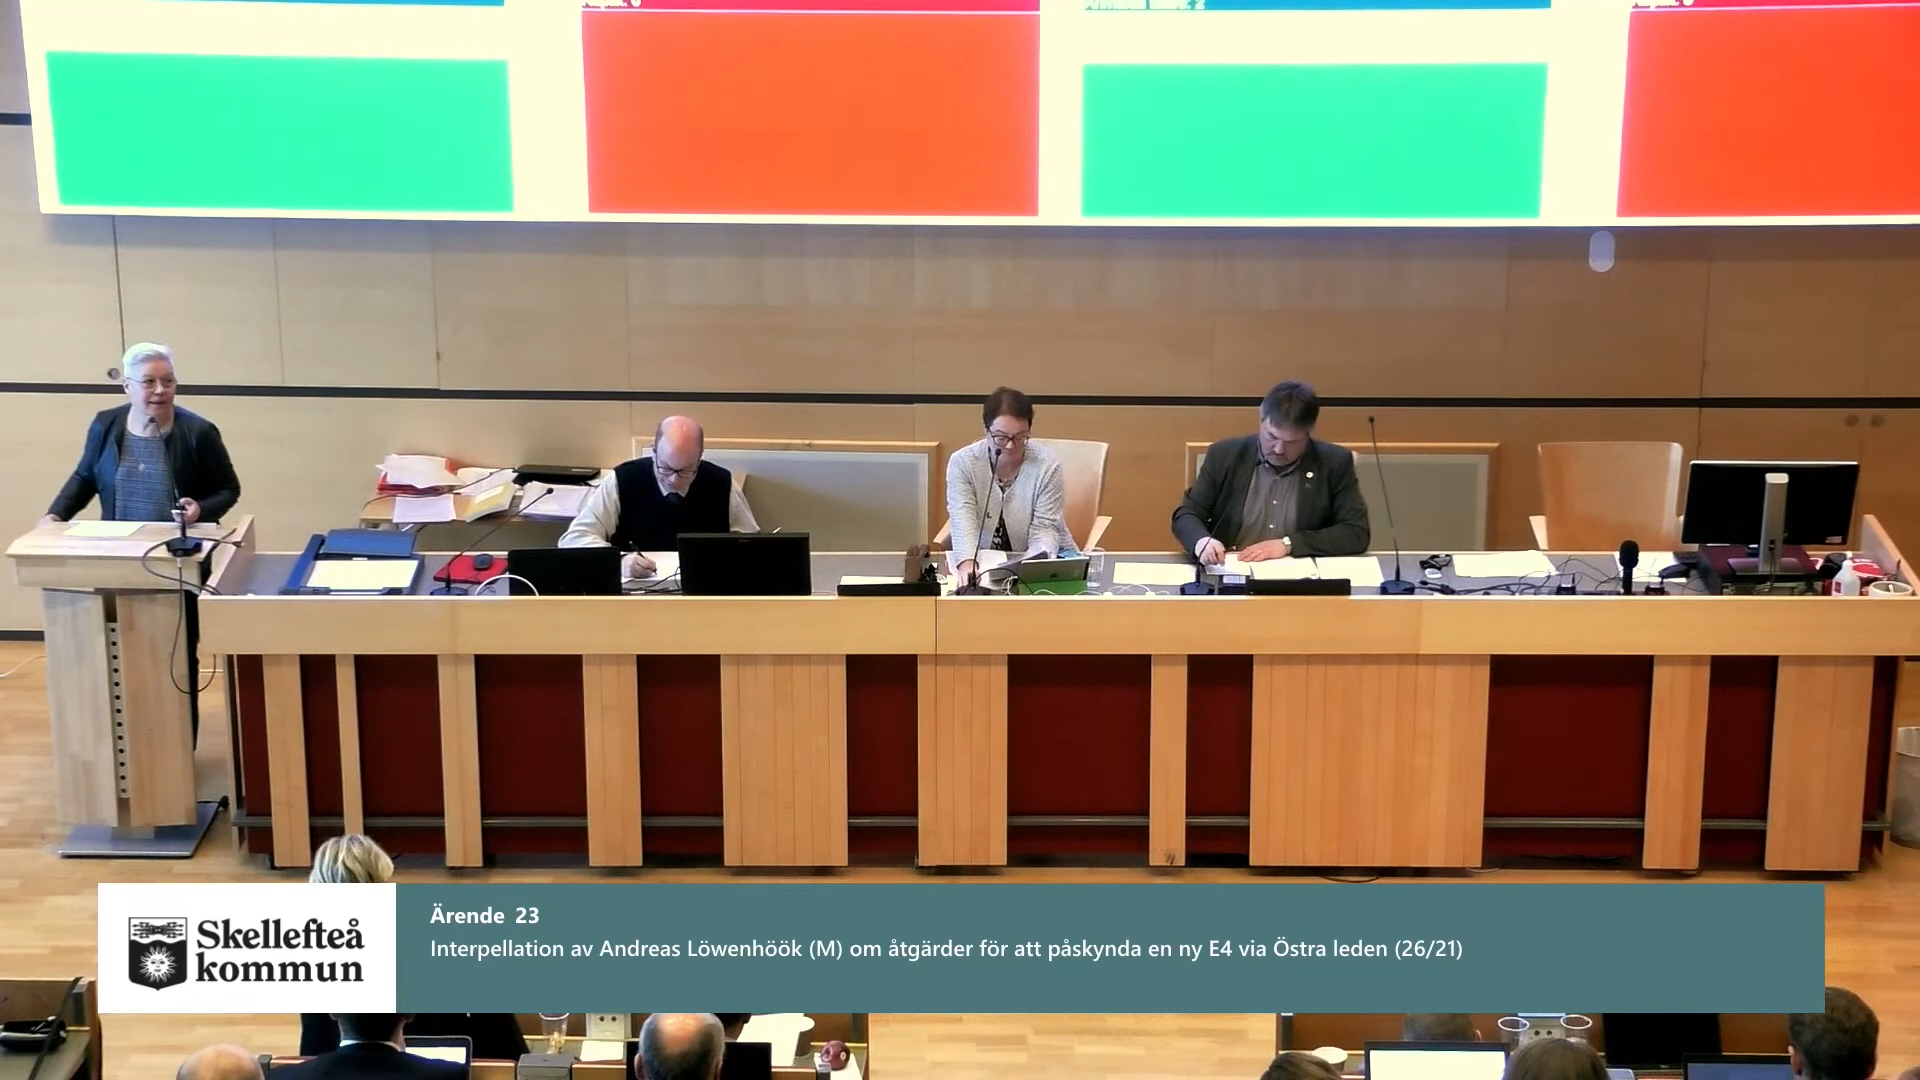 Skellefteå
kommun
Ärende 23
Interpellation av Andreas Löwenhöök (M) om åtgärder för att påskynda en ny E4 via Östra leden (26/21)